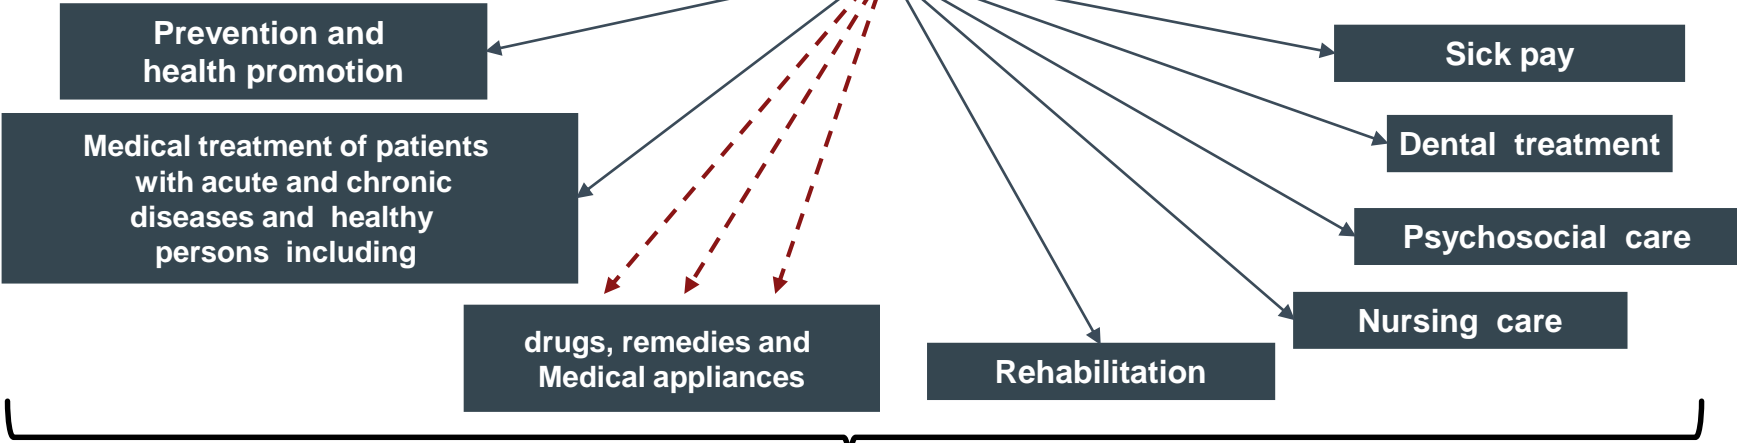 Prevention and
health promotion
Medical treatment of patients
with acute and chronic
diseases and healthy
persons including
drugs, remedies and
Medical appliances
Rehabilitation
Sick pay
Dental treatment
Psychosocial care
Nursing care